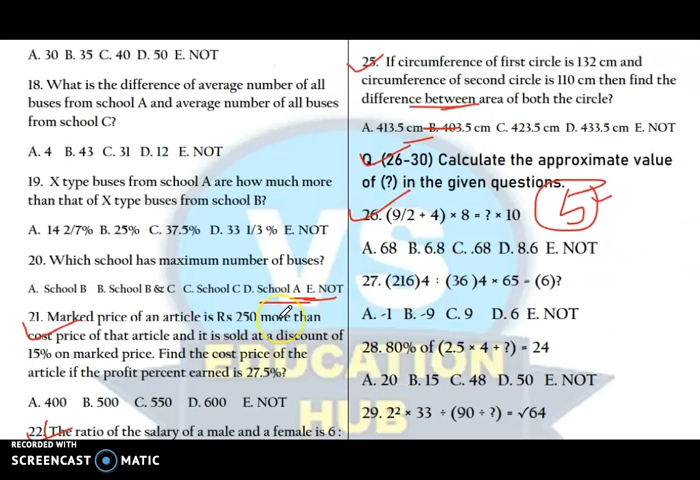 A. 30 B. 35 C. 40 D. 50 E. NOT
18. What is the difference of average number of all
buses from school A and average number of all buses
from school C?
A. 4 B. 43 C. 31 D. 12 E. NOT
19. X type buses from school A are how much more
than that of X type buses from school B?
A. 14 2/7% B. 25% C. 37.5% D. 33 1/3 % E. NOT
20. Which school has maximum number of buses?
A. School B B. School B & C C. School C D. School A E. NOT
21. Marked price of an article is Rs 250 more than
cost price of that article and it is sold at a discount of
15% on marked price. Find the cost price of the
article if the profit percent earned is 27.5%?
A. 400 B. 500 C. 550 D. 600 E. NOT
22. The ratio of the salary of a male and a female is 6 :
25. If circumference of first circle is 132 cm and
circumference of second circle is 110 cm then find the
difference between area of both the circle?
A. 413.5 cm B. 403.5 cm C. 423.5 cm D. 433.5 cm E. NOT
Q. (26-30) Calculate the approximate value
of (?) in the given questions.
26. (9/2 + 4) × 8 = ? × 10
5
A. 68 B. 6.8 C. .68 D. 8.6 E. NOT
27. (216)4 ÷ (36 )4 × 65 = (6)?
A. -1 B. -9 C. 9 D. 6 E. NOT
28. 80% of (2.5 × 4 + ?) = 24
A. 20 B. 15 C. 48 D. 50 E. NOT
29. 2² × 33 ÷ (90 ÷ ?) = √64
VS
EDUCATION
HUB
RECORDED WITH
SCREENCAST MATIC